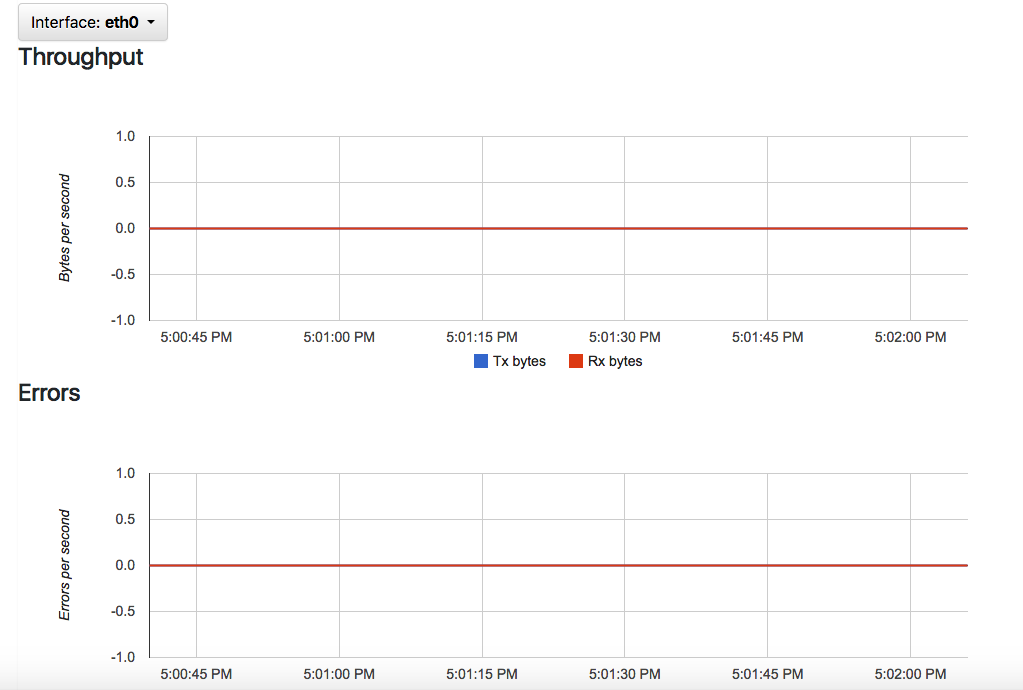 Interface: eth0
Throughput
1.0
0.5
0.0
-0.5
-1.0
Bytes per second
5:00:45 PM 5:01:00 PM 5:01:15 PM 5:01:30 PM 5:01:45 PM 5:02:00 PM
Tx bytes Rx bytes
Errors
1.0
0.5
0.0
-0.5
-1.0
Errors per second
5:00:45 PM 5:01:00 PM 5:01:15 PM 5:01:30 PM 5:01:45 PM 5:02:00 PM